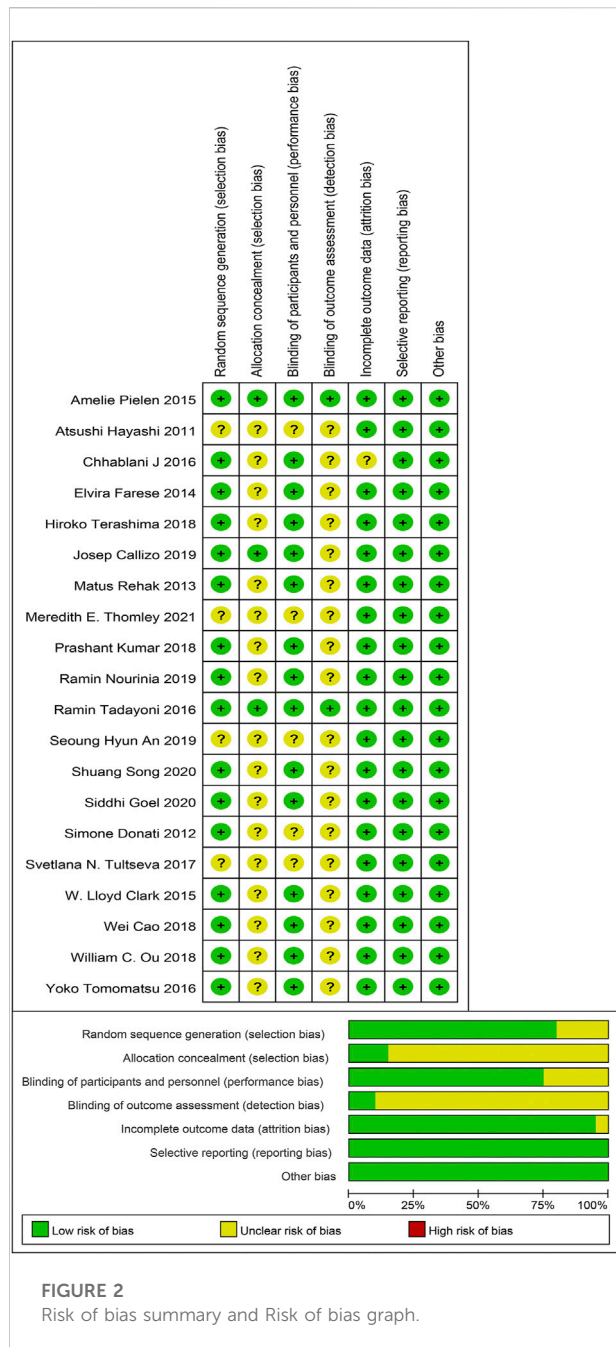 Random sequence generation (selection bias)
Allocation concealment (selection bias)
Blinding of participants and personnel (performance bias)
Blinding of outcome assessment (detection bias)
Incomplete outcome data (attrition bias)
Selective reporting (reporting bias)
Other bias
Amelie Pielen 2015 + + + + + + +
Atsushi Hayashi 2011 ? ? ? ? + + +
Chhablani J 2016 + ? + ? ? + +
Elvira Farese 2014 + ? + ? + + +
Hiroko Terashima 2018 + ? + ? + + +
Josep Callizo 2019 + + + ? + + +
Matus Rehak 2013 + ? + ? + + +
Meredith E. Thomley 2021 ? ? ? ? + + +
Prashant Kumar 2018 + ? + ? + + +
Ramin Nourinia 2019 + ? + ? + + +
Ramin Tadayoni 2016 + + + + + + +
Seoung Hyun An 2019 ? ? ? ? + + +
Shuang Song 2020 + ? + ? + + +
Siddhi Goel 2020 + ? + ? + + +
Simone Donati 2012 + ? ? ? + + +
Svetlana N. Tultseva 2017 ? ? ? ? + + +
W. Lloyd Clark 2015 + ? + ? + + +
Wei Cao 2018 + ? + ? + + +
William C. Ou 2018 + ? + ? + + +
Yoko Tomomatsu 2016 + ? + ? + + +
Random sequence generation (selection bias)
Allocation concealment (selection bias)
Blinding of participants and personnel (performance bias)
Blinding of outcome assessment (detection bias)
Incomplete outcome data (attrition bias)
Selective reporting (reporting bias)
Other bias
0% 25% 50% 75% 100%
Low risk of bias Unclear risk of bias High risk of bias
FIGURE 2
Risk of bias summary and Risk of bias graph.